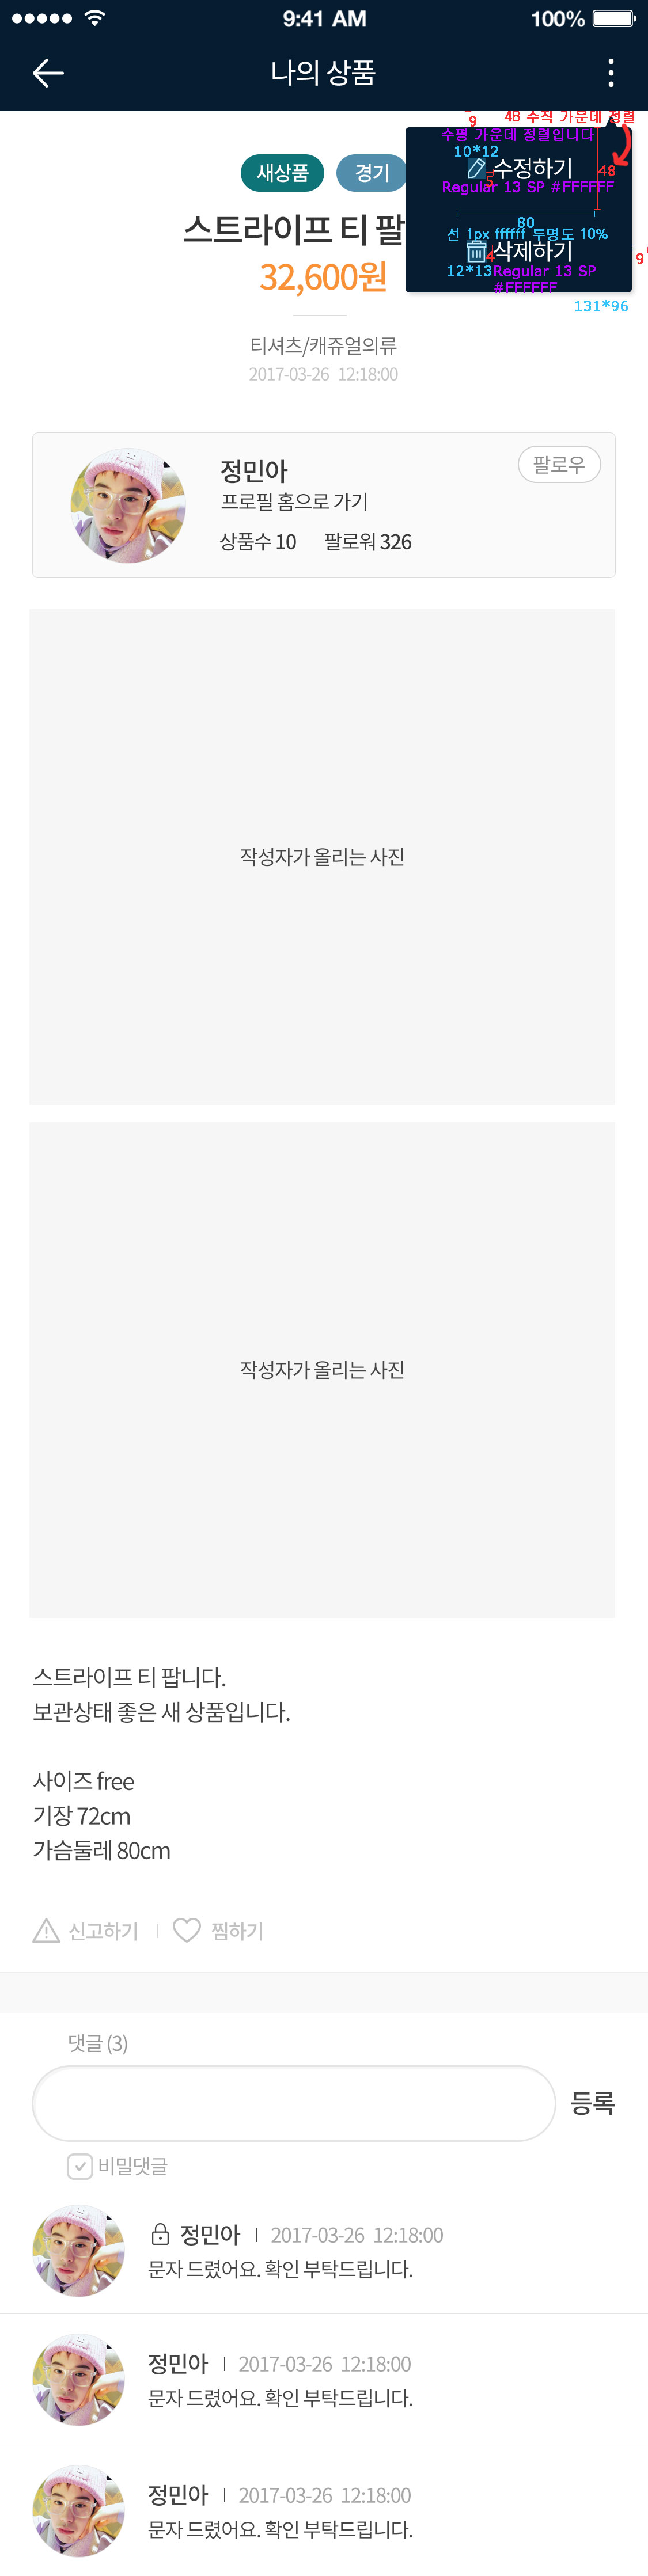 9:41 AM 100%
나의 상품
9 48 수직 가운데 정렬
수평 가운데 정렬입니다
10*12
수정하기
5 48
Regular 13 SP #FFFFFF
80
선 1px ffffff 투명도 10%
삭제하기
4 9
12*13 Regular 13 SP
#FFFFFF
131*96
새상품 경기
스트라이프 티 팔
32,600원
티셔츠/캐쥬얼의류
2017-03-26 12:18:00
정민아 팔로우
프로필 홈으로 가기
상품수 10 팔로워 326
작성자가 올리는 사진
작성자가 올리는 사진
스트라이프 티 팝니다.
보관상태 좋은 새 상품입니다.
사이즈 free
기장 72cm
가슴둘레 80cm
신고하기 | 찜하기
댓글 (3)
등록
비밀댓글
정민아 | 2017-03-26 12:18:00
문자 드렸어요. 확인 부탁드립니다.
정민아 | 2017-03-26 12:18:00
문자 드렸어요. 확인 부탁드립니다.
정민아 | 2017-03-26 12:18:00
문자 드렸어요. 확인 부탁드립니다.